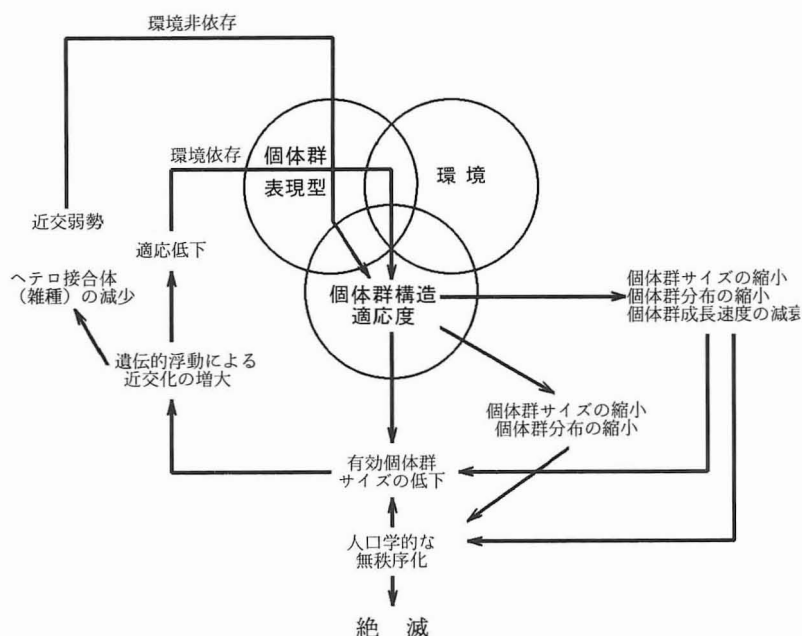 環境非依存
環境依存
個体群
表現型
環 境
近交弱勢
適応低下
ヘテロ接合体
（雑種）の減少
個体群構造
適応度
個体群サイズの縮小
個体群分布の縮小
個体群成長速度の減衰
遺伝的浮動による
近交化の増大
個体群サイズの縮小
個体群分布の縮小
有効個体群
サイズの低下
人口学的な
無秩序化
絶 滅